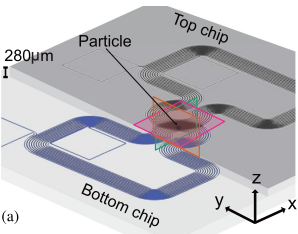 Top chip
Particle
280μm
Bottom chip
z
y
x
(a)